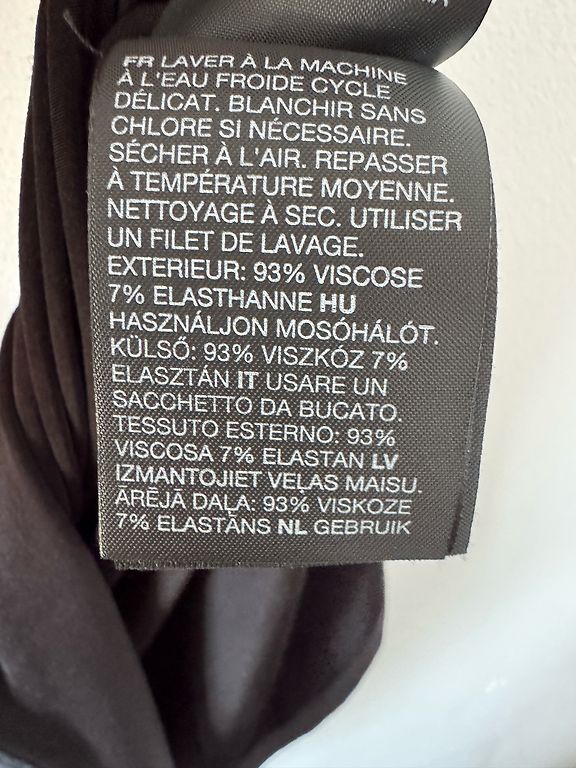 FR LAVER À LA MACHINE
À L'EAU FROIDE CYCLE
DÉLICAT. BLANCHIR SANS
CHLORE SI NÉCESSAIRE.
SÉCHER À L'AIR. REPASSER
À TEMPÉRATURE MOYENNE.
NETTOYAGE À SEC. UTILISER
UN FILET DE LAVAGE.
EXTERIEUR: 93% VISCOSE
7% ELASTHANNE HU
HASZNÁLJON MOSÓHÁLÓT.
KÜLSŐ: 93% VISZKÓZ 7%
ELASZTÁN IT USARE UN
SACCHETTO DA BUCATO.
TESSUTO ESTERNO: 93%
VISCOSA 7% ELASTAN LV
IZMANTOJIET VELAS MAISU.
ĀRĒJĀ DAĻA: 93% VISKOZE
7% ELASTĀNS NL GEBRUIK